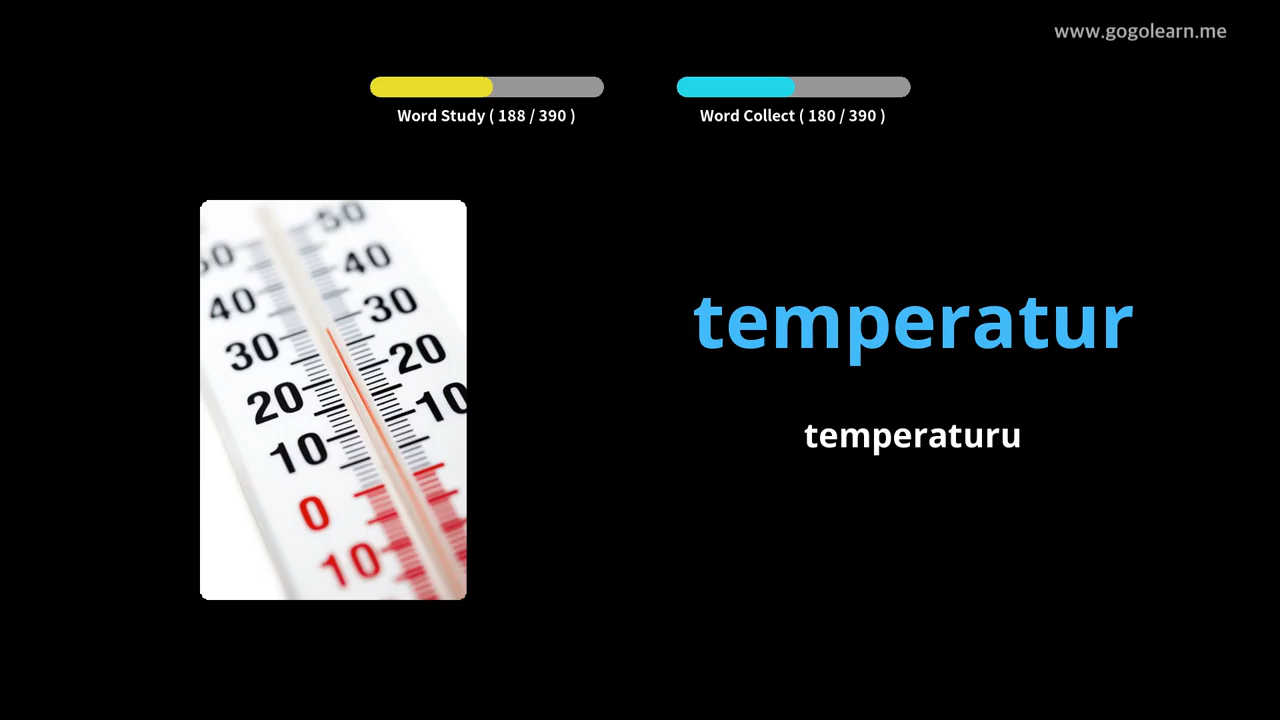 www.gogolearn.me
Word Study ( 188 / 390 )
Word Collect ( 180 / 390 )
temperatur
temperaturu
50
40
30
20
10
40
30
20
10
0
10